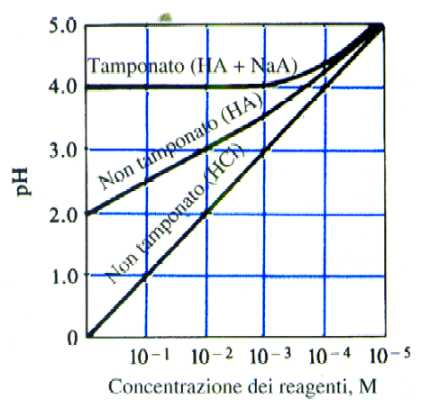 5.0
Tamponato (HA + NaA)
4.0
Non tamponato (HA)
3.0
Non tamponato (HCl)
pH
2.0
1.0
0
10⁻¹ 10⁻² 10⁻³ 10⁻⁴ 10⁻⁵
Concentrazione dei reagenti, M